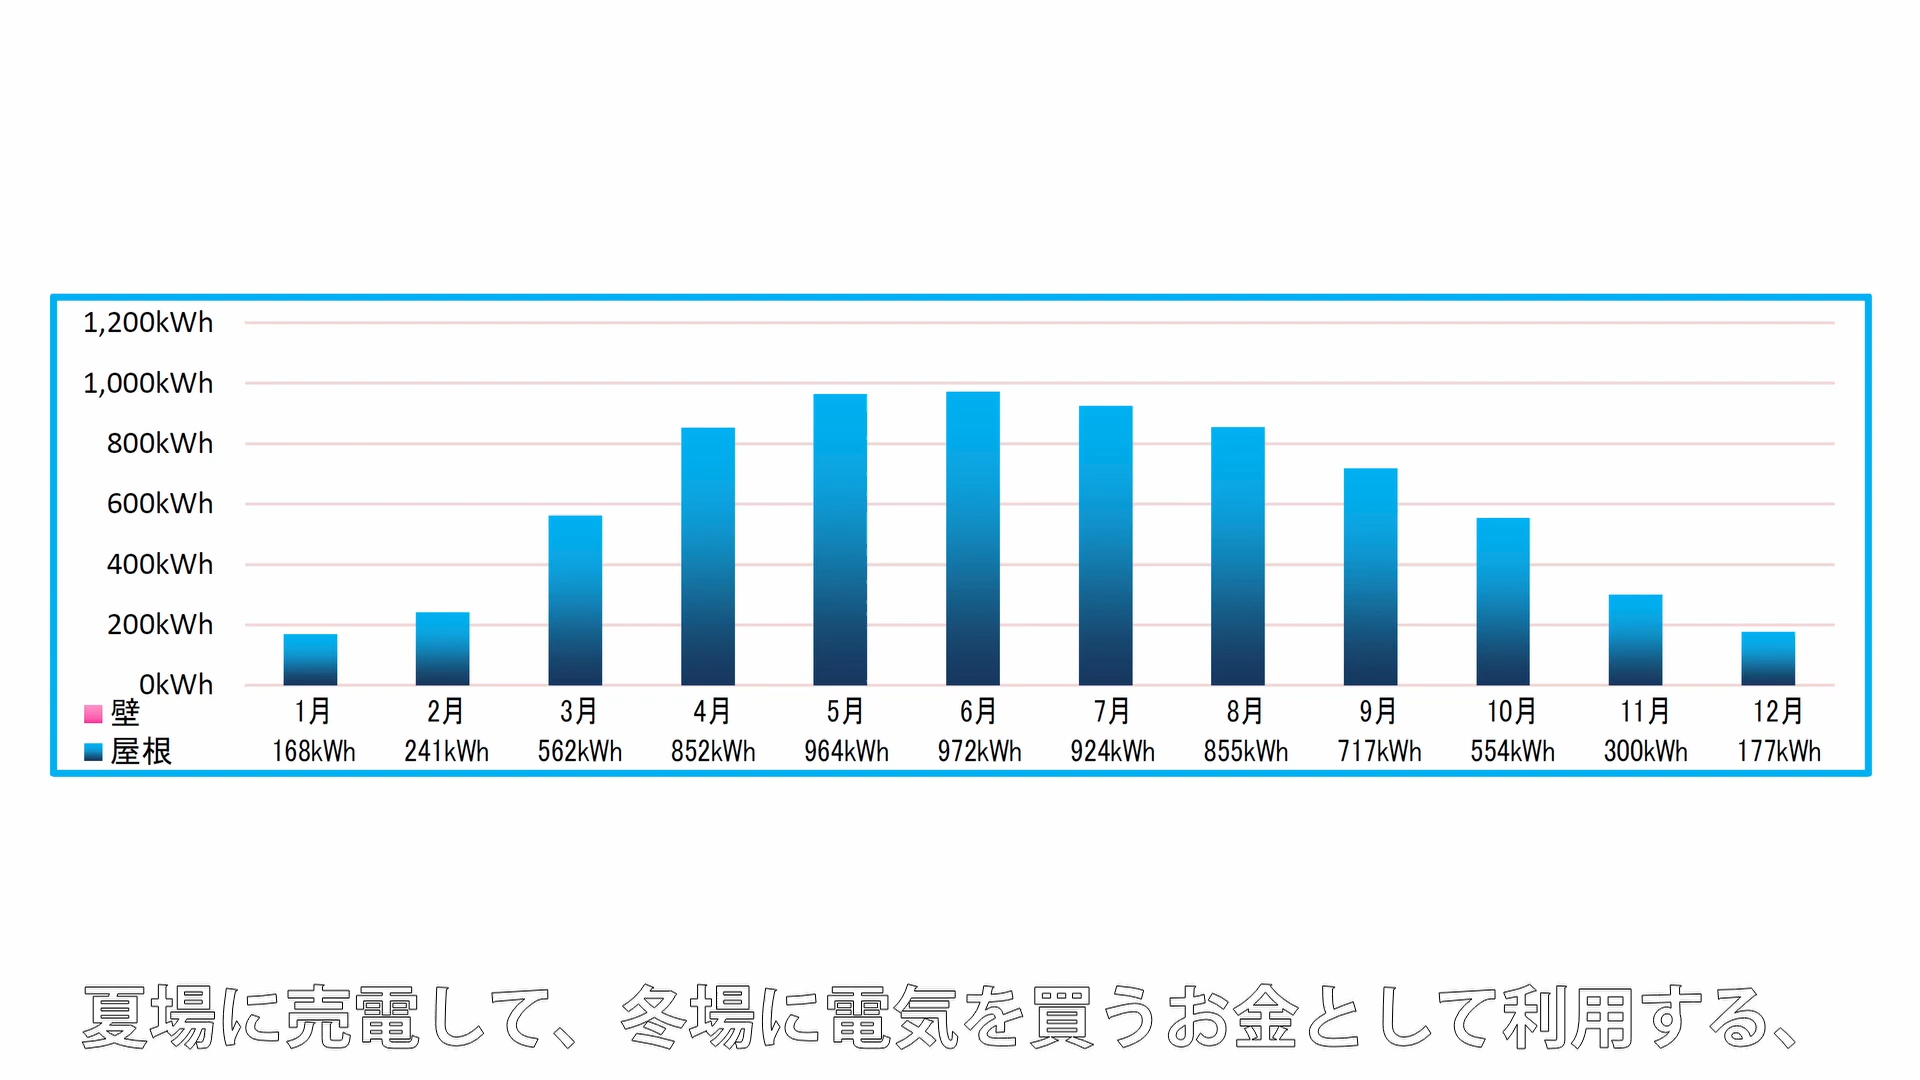 1,200kWh
1,000kWh
800kWh
600kWh
400kWh
200kWh
0kWh
壁 1月 2月 3月 4月 5月 6月 7月 8月 9月 10月 11月 12月
屋根 168kWh 241kWh 562kWh 852kWh 964kWh 972kWh 924kWh 855kWh 717kWh 554kWh 300kWh 177kWh
夏場に売電して、冬場に電気を買うお金として利用する、